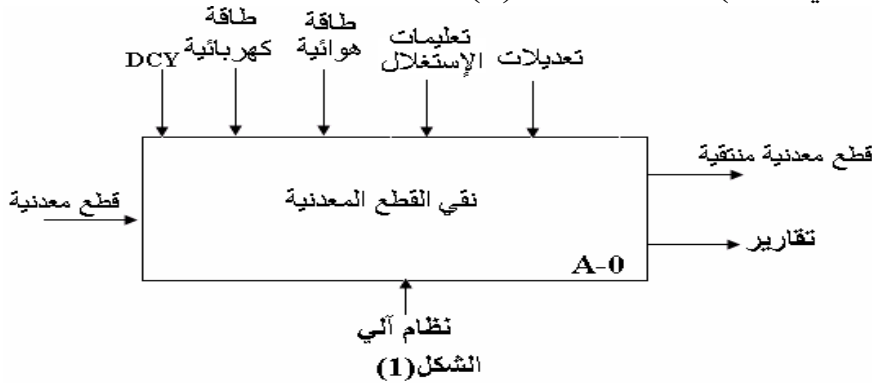 DCY
طاقة
كهربائية
طاقة
هوائية
تعليمات
الإستغلال
تعديلات
قطع معدنية
نقي القطع المعدنية
قطع معدنية منتقية
تقارير
A-0
نظام آلي
الشكل(1)